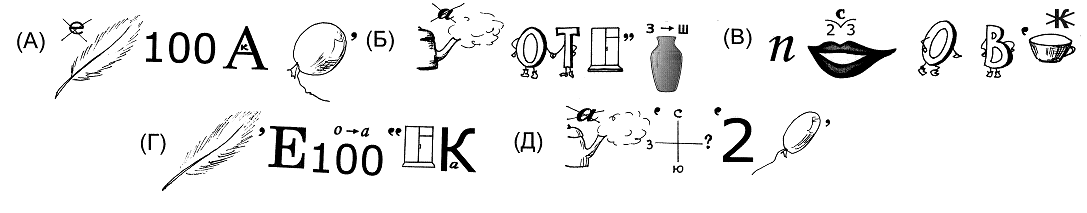 (А) е 100 А к ’ (Б) а О Т ” З → Ш (В) п с 2 3 О В ‘ К
(Г) ’ Е 100 о → а “ К а (Д) а ‘ с з ? ю ‘ 2 ’